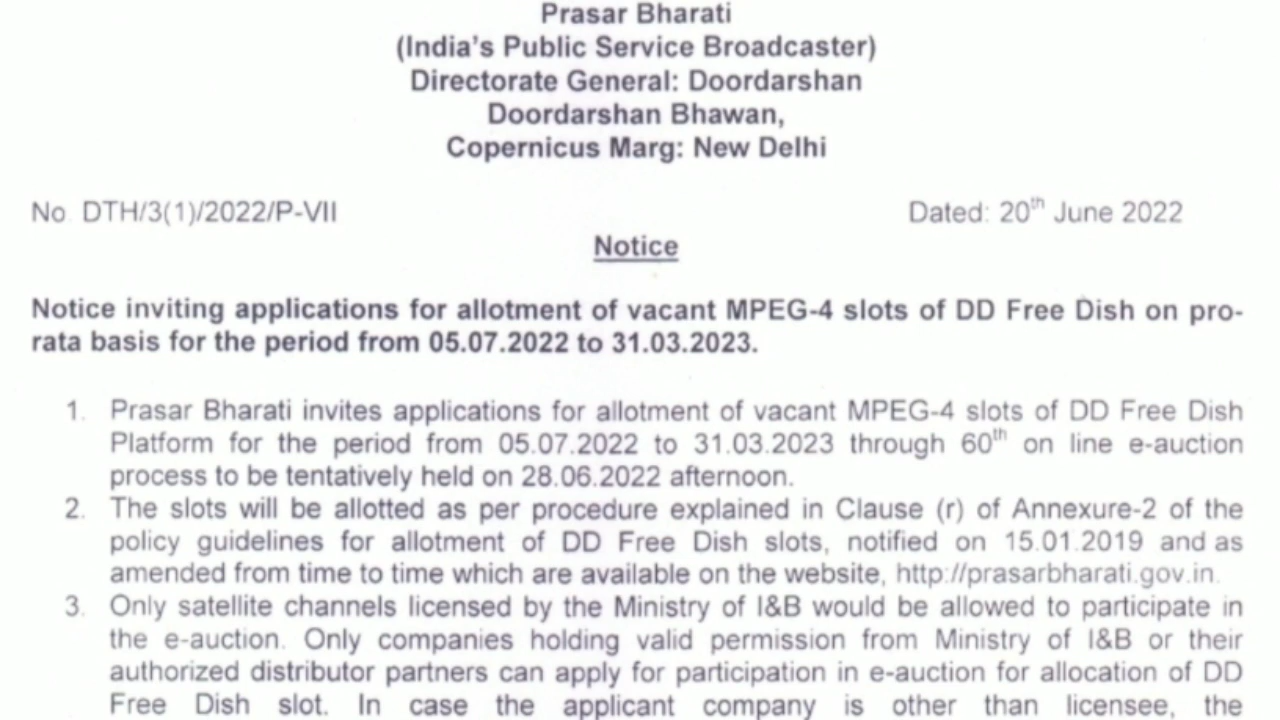 Prasar Bharati
(India's Public Service Broadcaster)
Directorate General: Doordarshan
Doordarshan Bhawan,
Copernicus Marg: New Delhi
No. DTH/3(1)/2022/P-VII Dated: 20th June 2022
Notice
Notice inviting applications for allotment of vacant MPEG-4 slots of DD Free Dish on pro-
rata basis for the period from 05.07.2022 to 31.03.2023.
1. Prasar Bharati invites applications for allotment of vacant MPEG-4 slots of DD Free Dish
Platform for the period from 05.07.2022 to 31.03.2023 through 60th on line e-auction
process to be tentatively held on 28.06.2022 afternoon.
2. The slots will be allotted as per procedure explained in Clause (r) of Annexure-2 of the
policy guidelines for allotment of DD Free Dish slots, notified on 15.01.2019 and as
amended from time to time which are available on the website, http://prasarbharati.gov.in.
3. Only satellite channels licensed by the Ministry of I&B would be allowed to participate in
the e-auction. Only companies holding valid permission from Ministry of I&B or their
authorized distributor partners can apply for participation in e-auction for allocation of DD
Free Dish slot. In case the applicant company is other than licensee, the